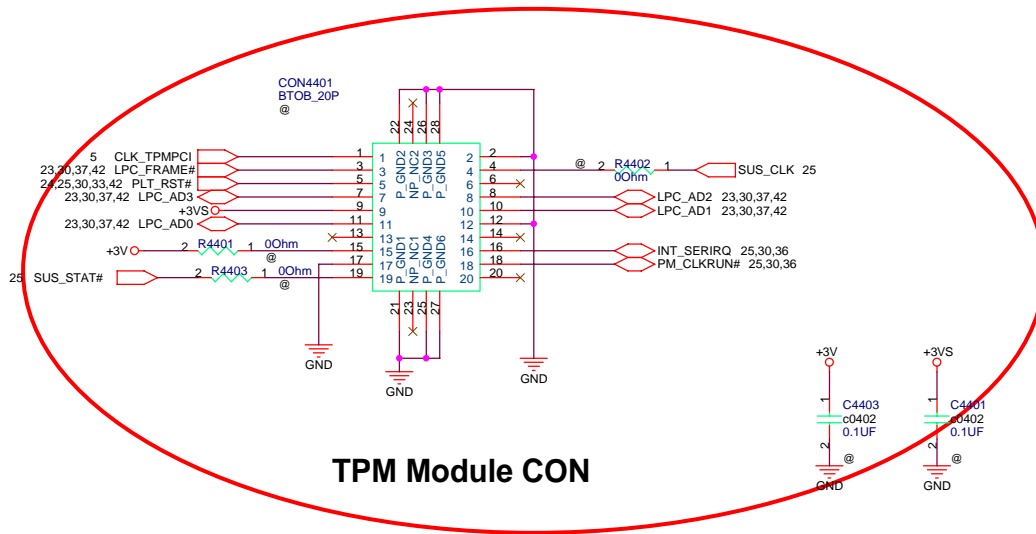 CON4401
BTOB_20P
@
22 24 26 28
P_GND2 NP_NC2 P_GND3 P_GND5
5 CLK_TPMPCI 1 1
23,30,37,42 LPC_FRAME# 3 3
24,25,30,33,42 PLT_RST# 5 5
23,30,37,42 LPC_AD3 7 7
+3VS 9 9
23,30,37,42 LPC_AD0 11 11
13 13
+3V 2 R4401 1 0Ohm @ 15 15
17 17
25 SUS_STAT# 2 R4403 1 0Ohm @ 19 19
2 2
4 4 @ 2 R4402 1 0Ohm SUS_CLK 25
6 6
8 8 LPC_AD2 23,30,37,42
10 10 LPC_AD1 23,30,37,42
12 12
14 14
16 16 INT_SERIRQ 25,30,36
18 18 PM_CLKRUN# 25,30,36
20 20
P_GND1 NP_NC1 P_GND4 P_GND6
21 23 25 27
GND
GND
GND
+3V
1
C4403
c0402
0.1UF
2
@
GND
+3VS
1
C4401
c0402
0.1UF
2
@
GND
TPM Module CON